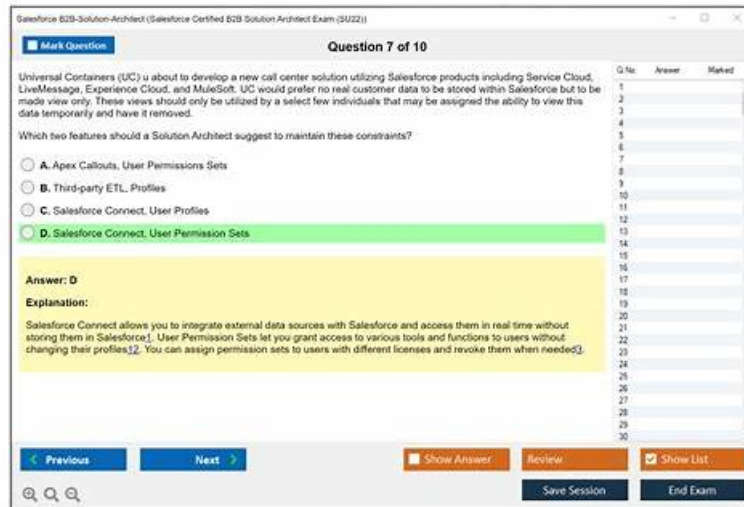 Salesforce B2B-Solution-Architect (Salesforce Certified B2B Solution Architect Exam (SU22))
Mark Question
Question 7 of 10
Q No. Answer Marked
Universal Containers (UC) u about to develop a new call center solution utilizing Salesforce products including Service Cloud,
LiveMessage, Experience Cloud, and MuleSoft. UC would prefer no real customer data to be stored within Salesforce but to be
made view only. These views should only be utilized by a select few individuals that may be assigned the ability to view this
data temporarily and have it removed.
Which two features should a Solution Architect suggest to maintain these constraints?
A. Apex Callouts, User Permissions Sets
B. Third-party ETL, Profiles
C. Salesforce Connect, User Profiles
D. Salesforce Connect, User Permission Sets
Answer: D
Explanation:
Salesforce Connect allows you to integrate external data sources with Salesforce and access them in real time without
storing them in Salesforce1. User Permission Sets let you grant access to various tools and functions to users without
changing their profiles12. You can assign permission sets to users with different licenses and revoke them when needed3.
1
2
3
4
5
6
7
8
9
10
11
12
13
14
15
16
17
18
19
20
21
22
23
24
25
26
27
28
29
30
Previous
Next
Show Answer
Review
Show List
Save Session
End Exam